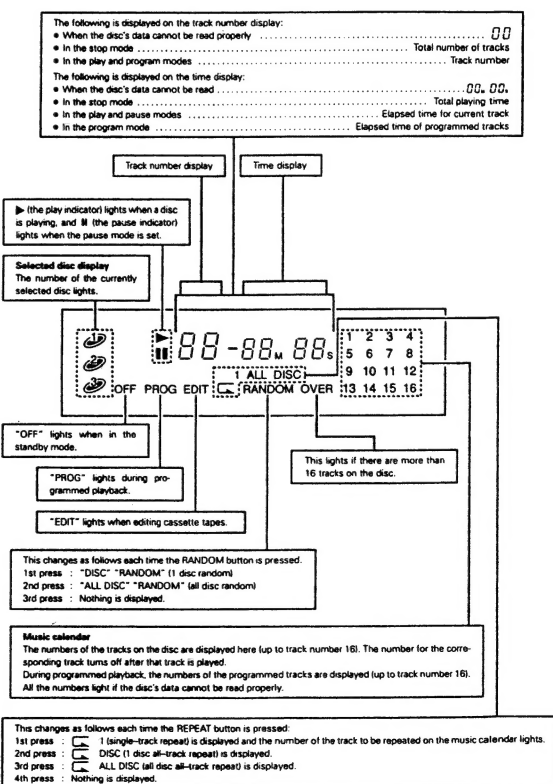 The following is displayed on the track number display:
● When the disc's data cannot be read properly ........ 00
● In the stop mode ........ Total number of tracks
● In the play and program modes ........ Track number
The following is displayed on the time display:
● When the disc's data cannot be read ........ 00. 00.
● In the stop mode ........ Total playing time
● In the play and pause modes ........ Elapsed time for current track
● In the program mode ........ Elapsed time of programmed tracks
Track number display
Time display
▶ (the play indicator) lights when a disc
is playing, and ⏸ (the pause indicator)
lights when the pause mode is set.
Selected disc display
The number of the currently
selected disc lights.
1
2
3
▶ ⏸ 88 -88M 88S
1 ALL DISC
OFF PROG EDIT RANDOM OVER
1 2 3 4
5 6 7 8
9 10 11 12
13 14 15 16
"OFF" lights when in the
standby mode.
This lights if there are more than
16 tracks on the disc.
"PROG" lights during pro-
grammed playback.
"EDIT" lights when editing cassette tapes.
This changes as follows each time the RANDOM button is pressed.
1st press : "DISC" "RANDOM" (1 disc random)
2nd press : "ALL DISC" "RANDOM" (all disc random)
3rd press : Nothing is displayed.
Music calendar
The numbers of the tracks on the disc are displayed here (up to track number 16). The number for the corre-
sponding track turns off after that track is played.
During programmed playback, the numbers of the programmed tracks are displayed (up to track number 16).
All the numbers light if the disc's data cannot be read properly.
This changes as follows each time the REPEAT button is pressed:
1st press : 1 (single-track repeat) is displayed and the number of the track to be repeated on the music calendar lights.
2nd press : DISC (1 disc all-track repeat) is displayed.
3rd press : ALL DISC (all disc all-track repeat) is displayed.
4th press : Nothing is displayed.